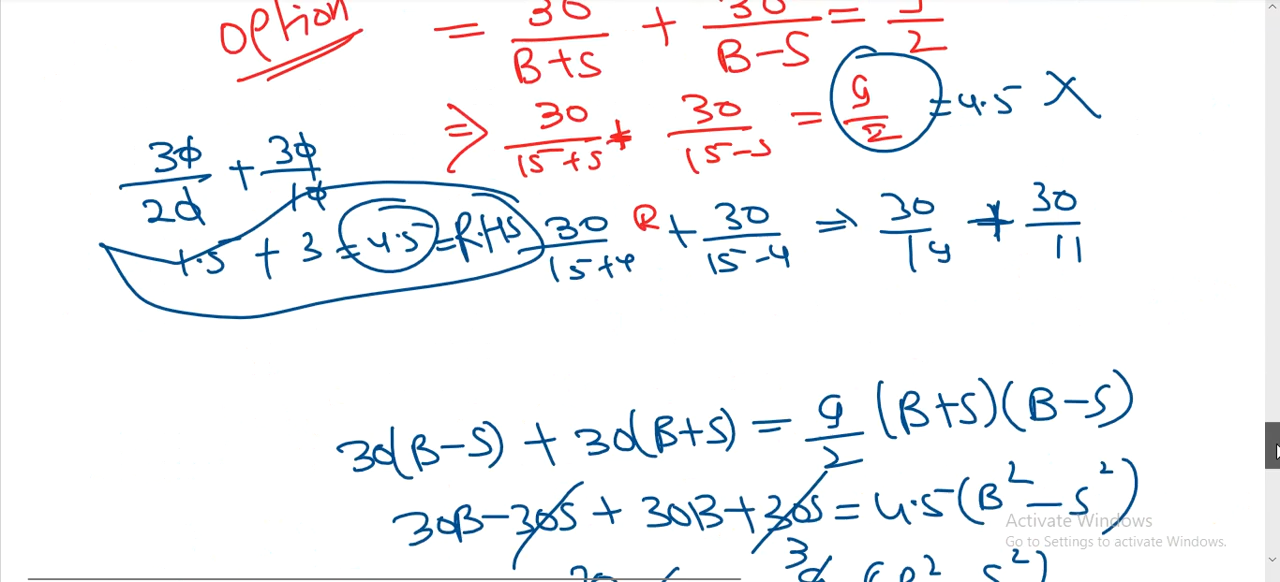 option = 30/(B+S) + 30/(B-S) = 9/2
⇒ 30/(15+5) + 30/(15-5) = 9/2 = 4.5 X
30/20 + 30/10
1.5 + 3 = 4.5 = R.H.S
30/(15+4) + 30/(15-4) ⇒ 30/19 + 30/11
30(B-S) + 30(B+S) = 9/2 (B+S)(B-S)
30B-30S + 30B+30S = 4.5(B²-S²)
Activate Windows
Go to Settings to activate Windows.